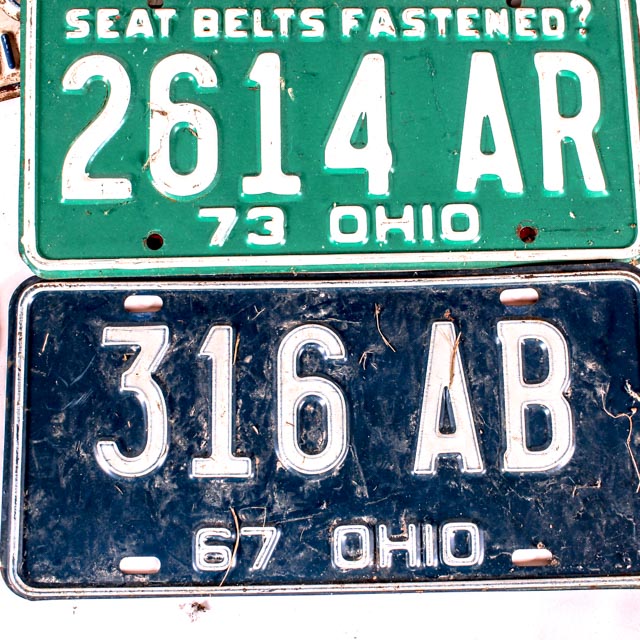 SEAT BELTS FASTENED?
2614 AR
73 OHIO
316 AB
67 OHIO